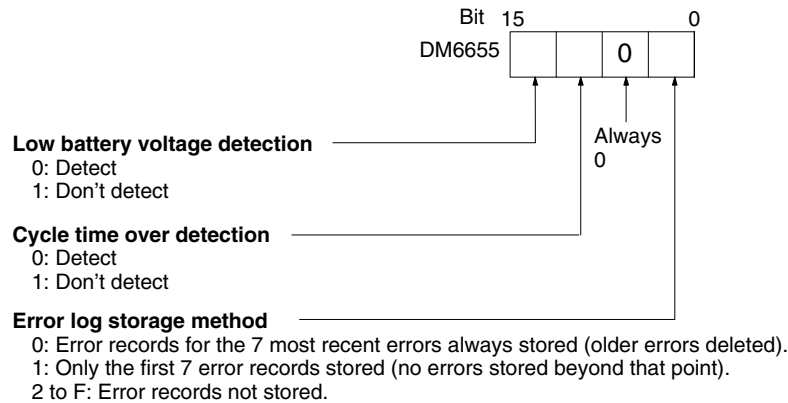 Bit 15 0
DM6655 0
Always
0
Low battery voltage detection
0: Detect
1: Don't detect
Cycle time over detection
0: Detect
1: Don't detect
Error log storage method
0: Error records for the 7 most recent errors always stored (older errors deleted).
1: Only the first 7 error records stored (no errors stored beyond that point).
2 to F: Error records not stored.